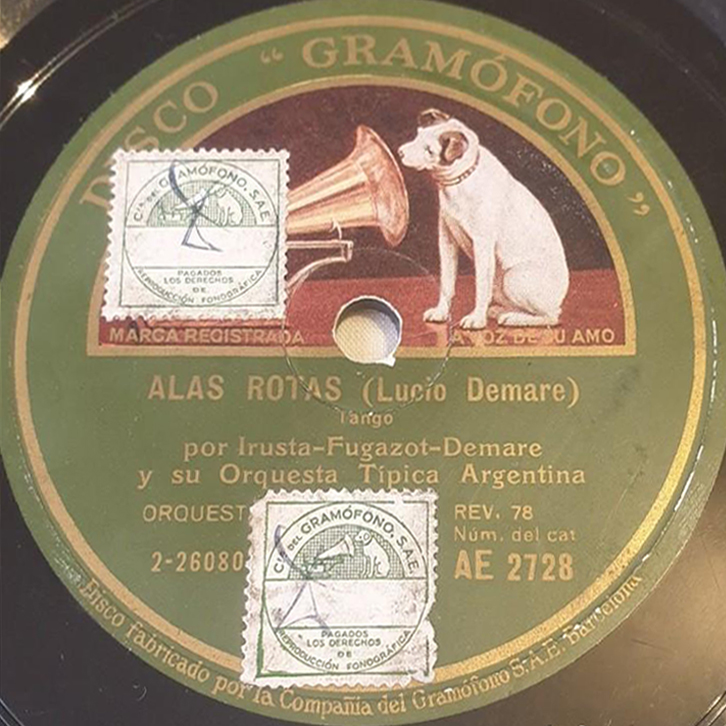 DISCO "GRAMÓFONO"
Cía DEL GRAMÓFONO, S.A.E.
PAGADOS
LOS DERECHOS
DE
REPRODUCCIÓN FONOGRÁFICA
MARCA REGISTRADA
LA VOZ DE SU AMO
ALAS ROTAS (Lucio Demare)
Tango
por Irusta-Fugazot-Demare
y su Orquesta Típica Argentina
ORQUEST
REV. 78
Núm. del cat
2-26080
AE 2728
Cía DEL GRAMÓFONO, S.A.E.
PAGADOS
LOS DERECHOS
DE
REPRODUCCIÓN FONOGRÁFICA
Disco fabricado por la Compañía del Gramófono S.A.E. Barcelona